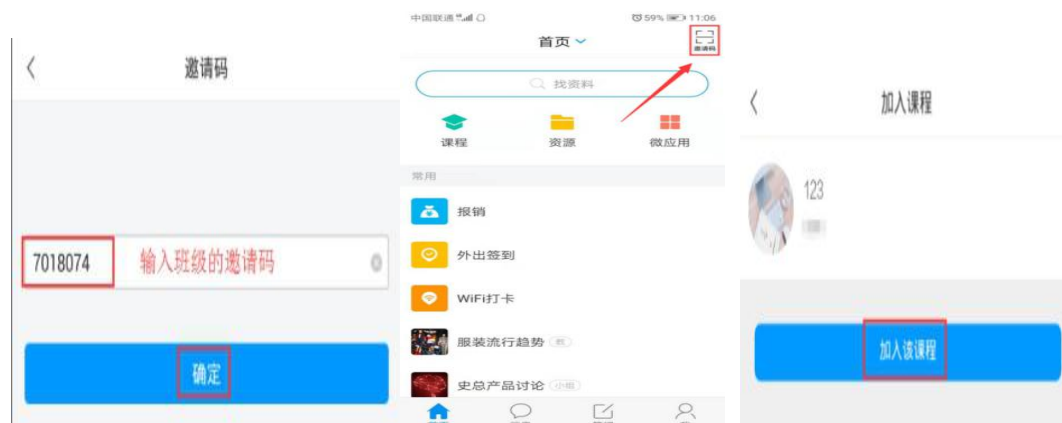 邀请码
7018074
输入班级的邀请码
确定
中国联通
59%
11:06
首页
邀请码
找资料
课程
资源
微应用
常用
报销
外出签到
WiFi打卡
服装流行趋势
史总产品讨论
小组
加入课程
123
加入该课程